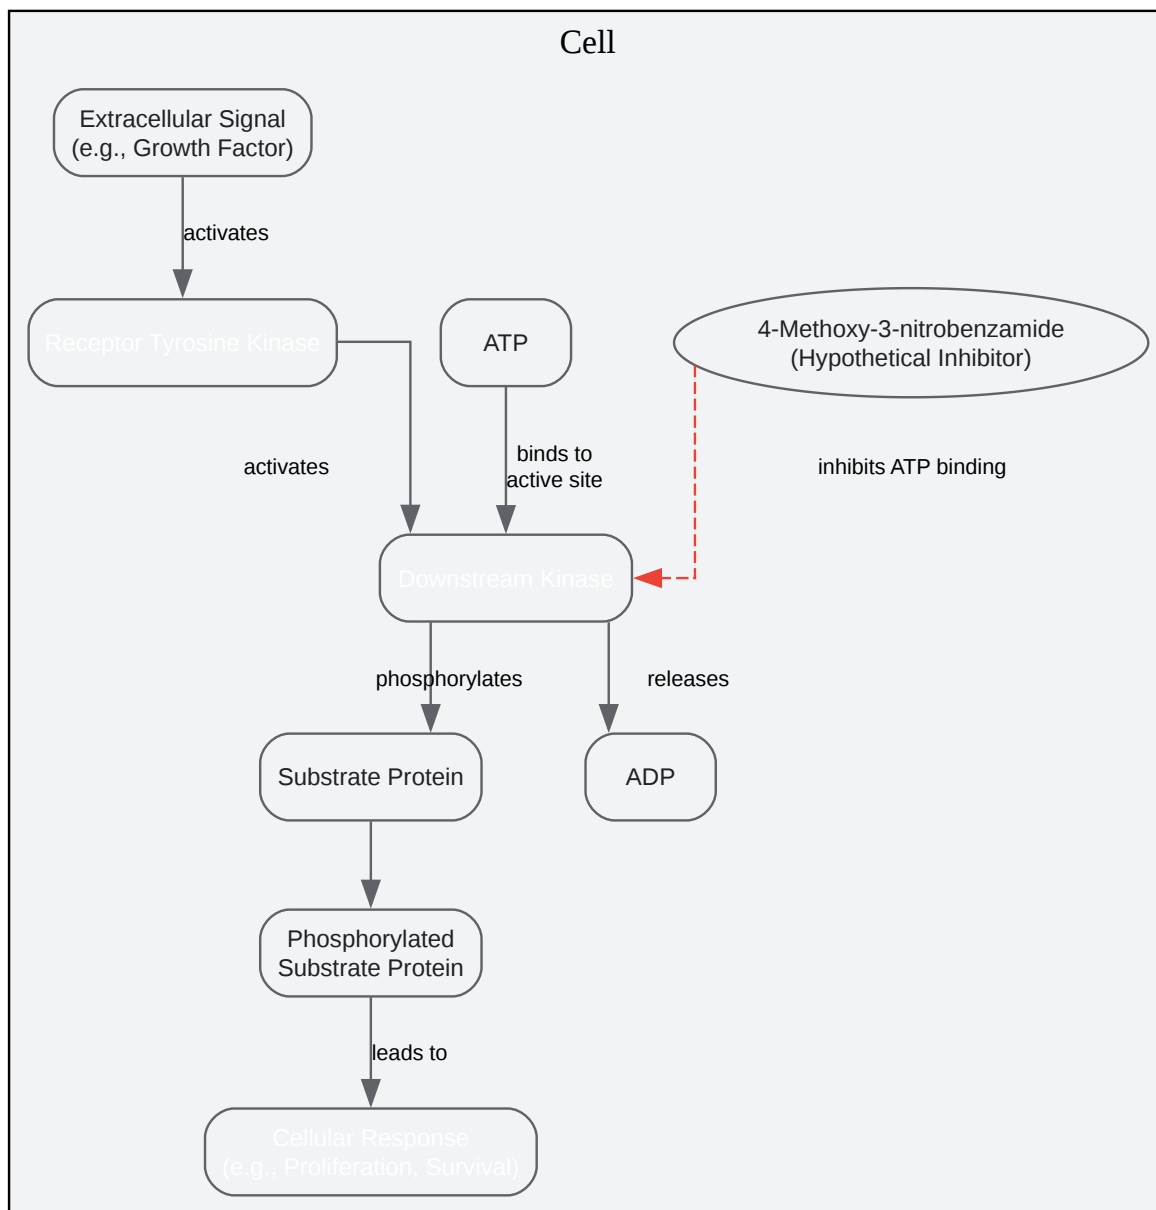 Cell
Extracellular Signal
(e.g., Growth Factor)
activates
Receptor Tyrosine Kinase
ATP
4-Methoxy-3-nitrobenzamide
(Hypothetical Inhibitor)
activates
binds to
active site
inhibits ATP binding
Downstream Kinase
phosphorylates
releases
Substrate Protein
ADP
Phosphorylated
Substrate Protein
leads to
Cellular Response
(e.g., Proliferation, Survival)